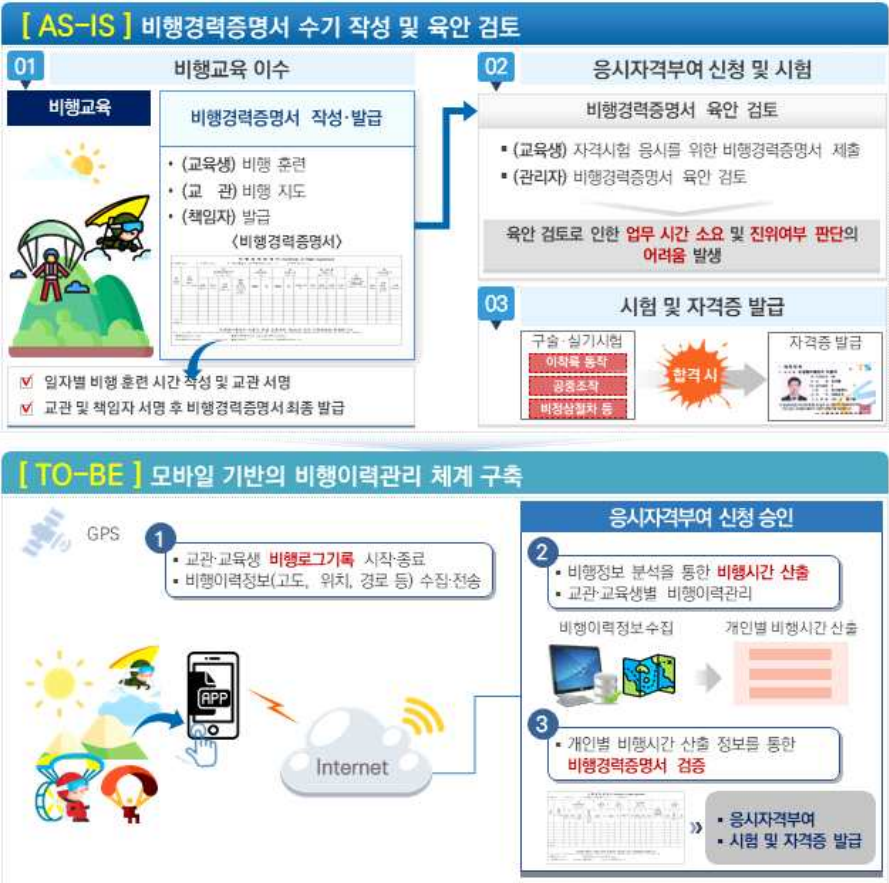 [ AS-IS ] 비행경력증명서 수기 작성 및 육안 검토
01 비행교육 이수
비행교육
비행경력증명서 작성·발급
• (교육생) 비행 훈련
• (교 관) 비행 지도
• (책임자) 발급
<비행경력증명서>
일자별 비행 훈련 시간 작성 및 교관 서명
교관 및 책임자 서명 후 비행경력증명서 최종 발급
02 응시자격부여 신청 및 시험
비행경력증명서 육안 검토
▪ (교육생) 자격시험 응시를 위한 비행경력증명서 제출
▪ (관리자) 비행경력증명서 육안 검토
육안 검토로 인한 업무 시간 소요 및 진위여부 판단의
어려움 발생
03 시험 및 자격증 발급
구술·실기시험
이착륙 동작
공중조작
비정상절차 등
합격 시
자격증 발급
[ TO-BE ] 모바일 기반의 비행이력관리 체계 구축
GPS
1
▪ 교관·교육생 비행로그기록 시작·종료
▪ 비행이력정보(고도, 위치, 경로 등) 수집·전송
APP
Internet
응시자격부여 신청 승인
2
▪ 비행정보 분석을 통한 비행시간 산출
▪ 교관·교육생별 비행이력관리
비행이력정보수집
개인별 비행시간 산출
3
▪ 개인별 비행시간 산출 정보를 통한
비행경력증명서 검증
▪ 응시자격부여
▪ 시험 및 자격증 발급